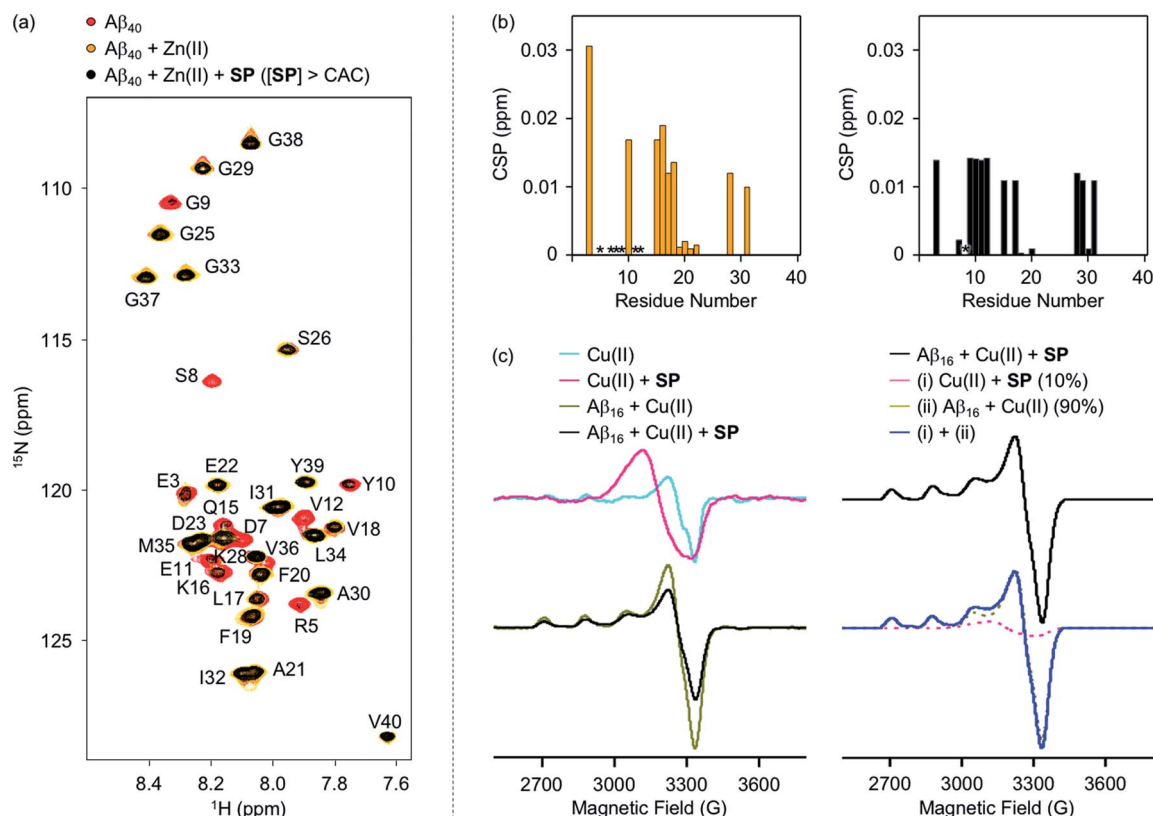 (a)
Aβ40
Aβ40 + Zn(II)
Aβ40 + Zn(II) + SP ([SP] > CAC)
G38
G29
G9
G25
G33
G37
S26
S8
E3
E22
Y39
Y10
Q15
I31
V12
D23
D7
V18
M35
K28
V36
L34
E11
K16
F20
L17
A30
R5
F19
I32
A21
V40
110
115
120
125
15N (ppm)
8.4 8.2 8.0 7.8 7.6
1H (ppm)
(b)
0.03
0.02
0.01
0
CSP (ppm)
* *** **
10 20 30 40
Residue Number
0.03
0.02
0.01
0
CSP (ppm)
*
10 20 30 40
Residue Number
(c)
Cu(II)
Cu(II) + SP
Aβ16 + Cu(II)
Aβ16 + Cu(II) + SP
2700 3000 3300 3600
Magnetic Field (G)
Aβ16 + Cu(II) + SP
(i) Cu(II) + SP (10%)
(ii) Aβ16 + Cu(II) (90%)
(i) + (ii)
2700 3000 3300 3600
Magnetic Field (G)